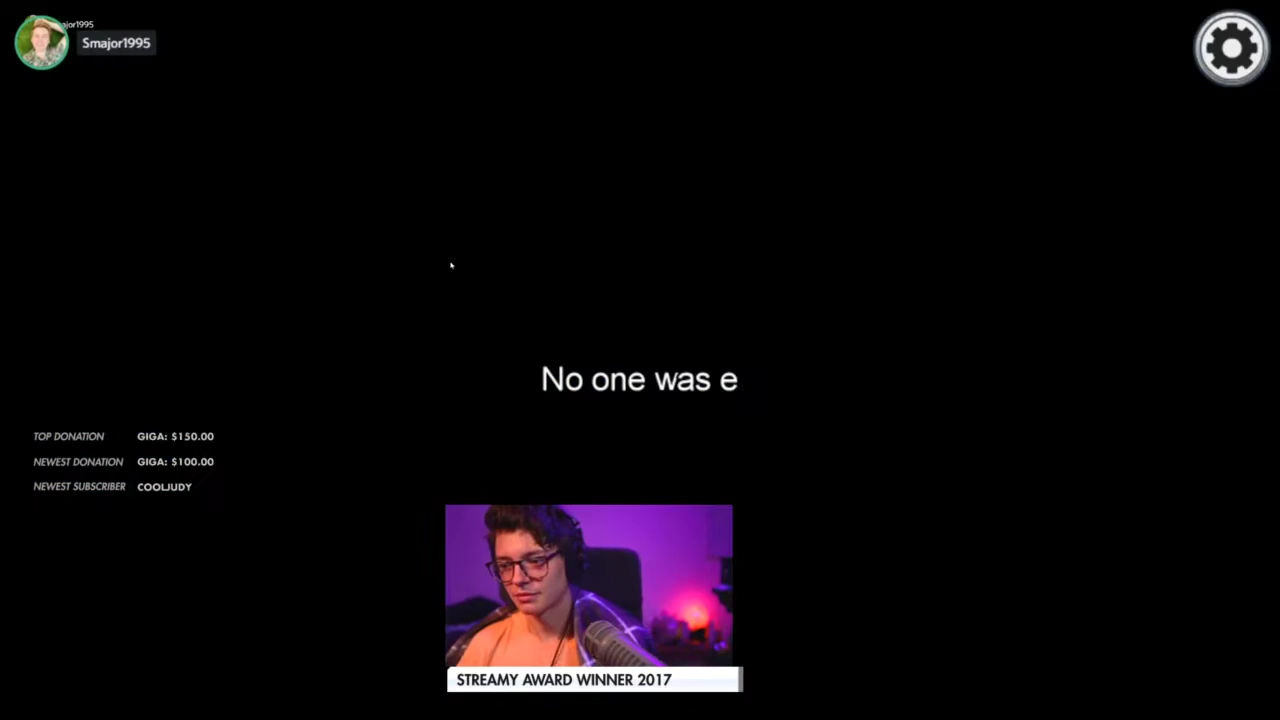 Smajor1995
No one was e
TOP DONATION GIGA: $150.00
NEWEST DONATION GIGA: $100.00
NEWEST SUBSCRIBER COOLJUDY
STREAMY AWARD WINNER 2017